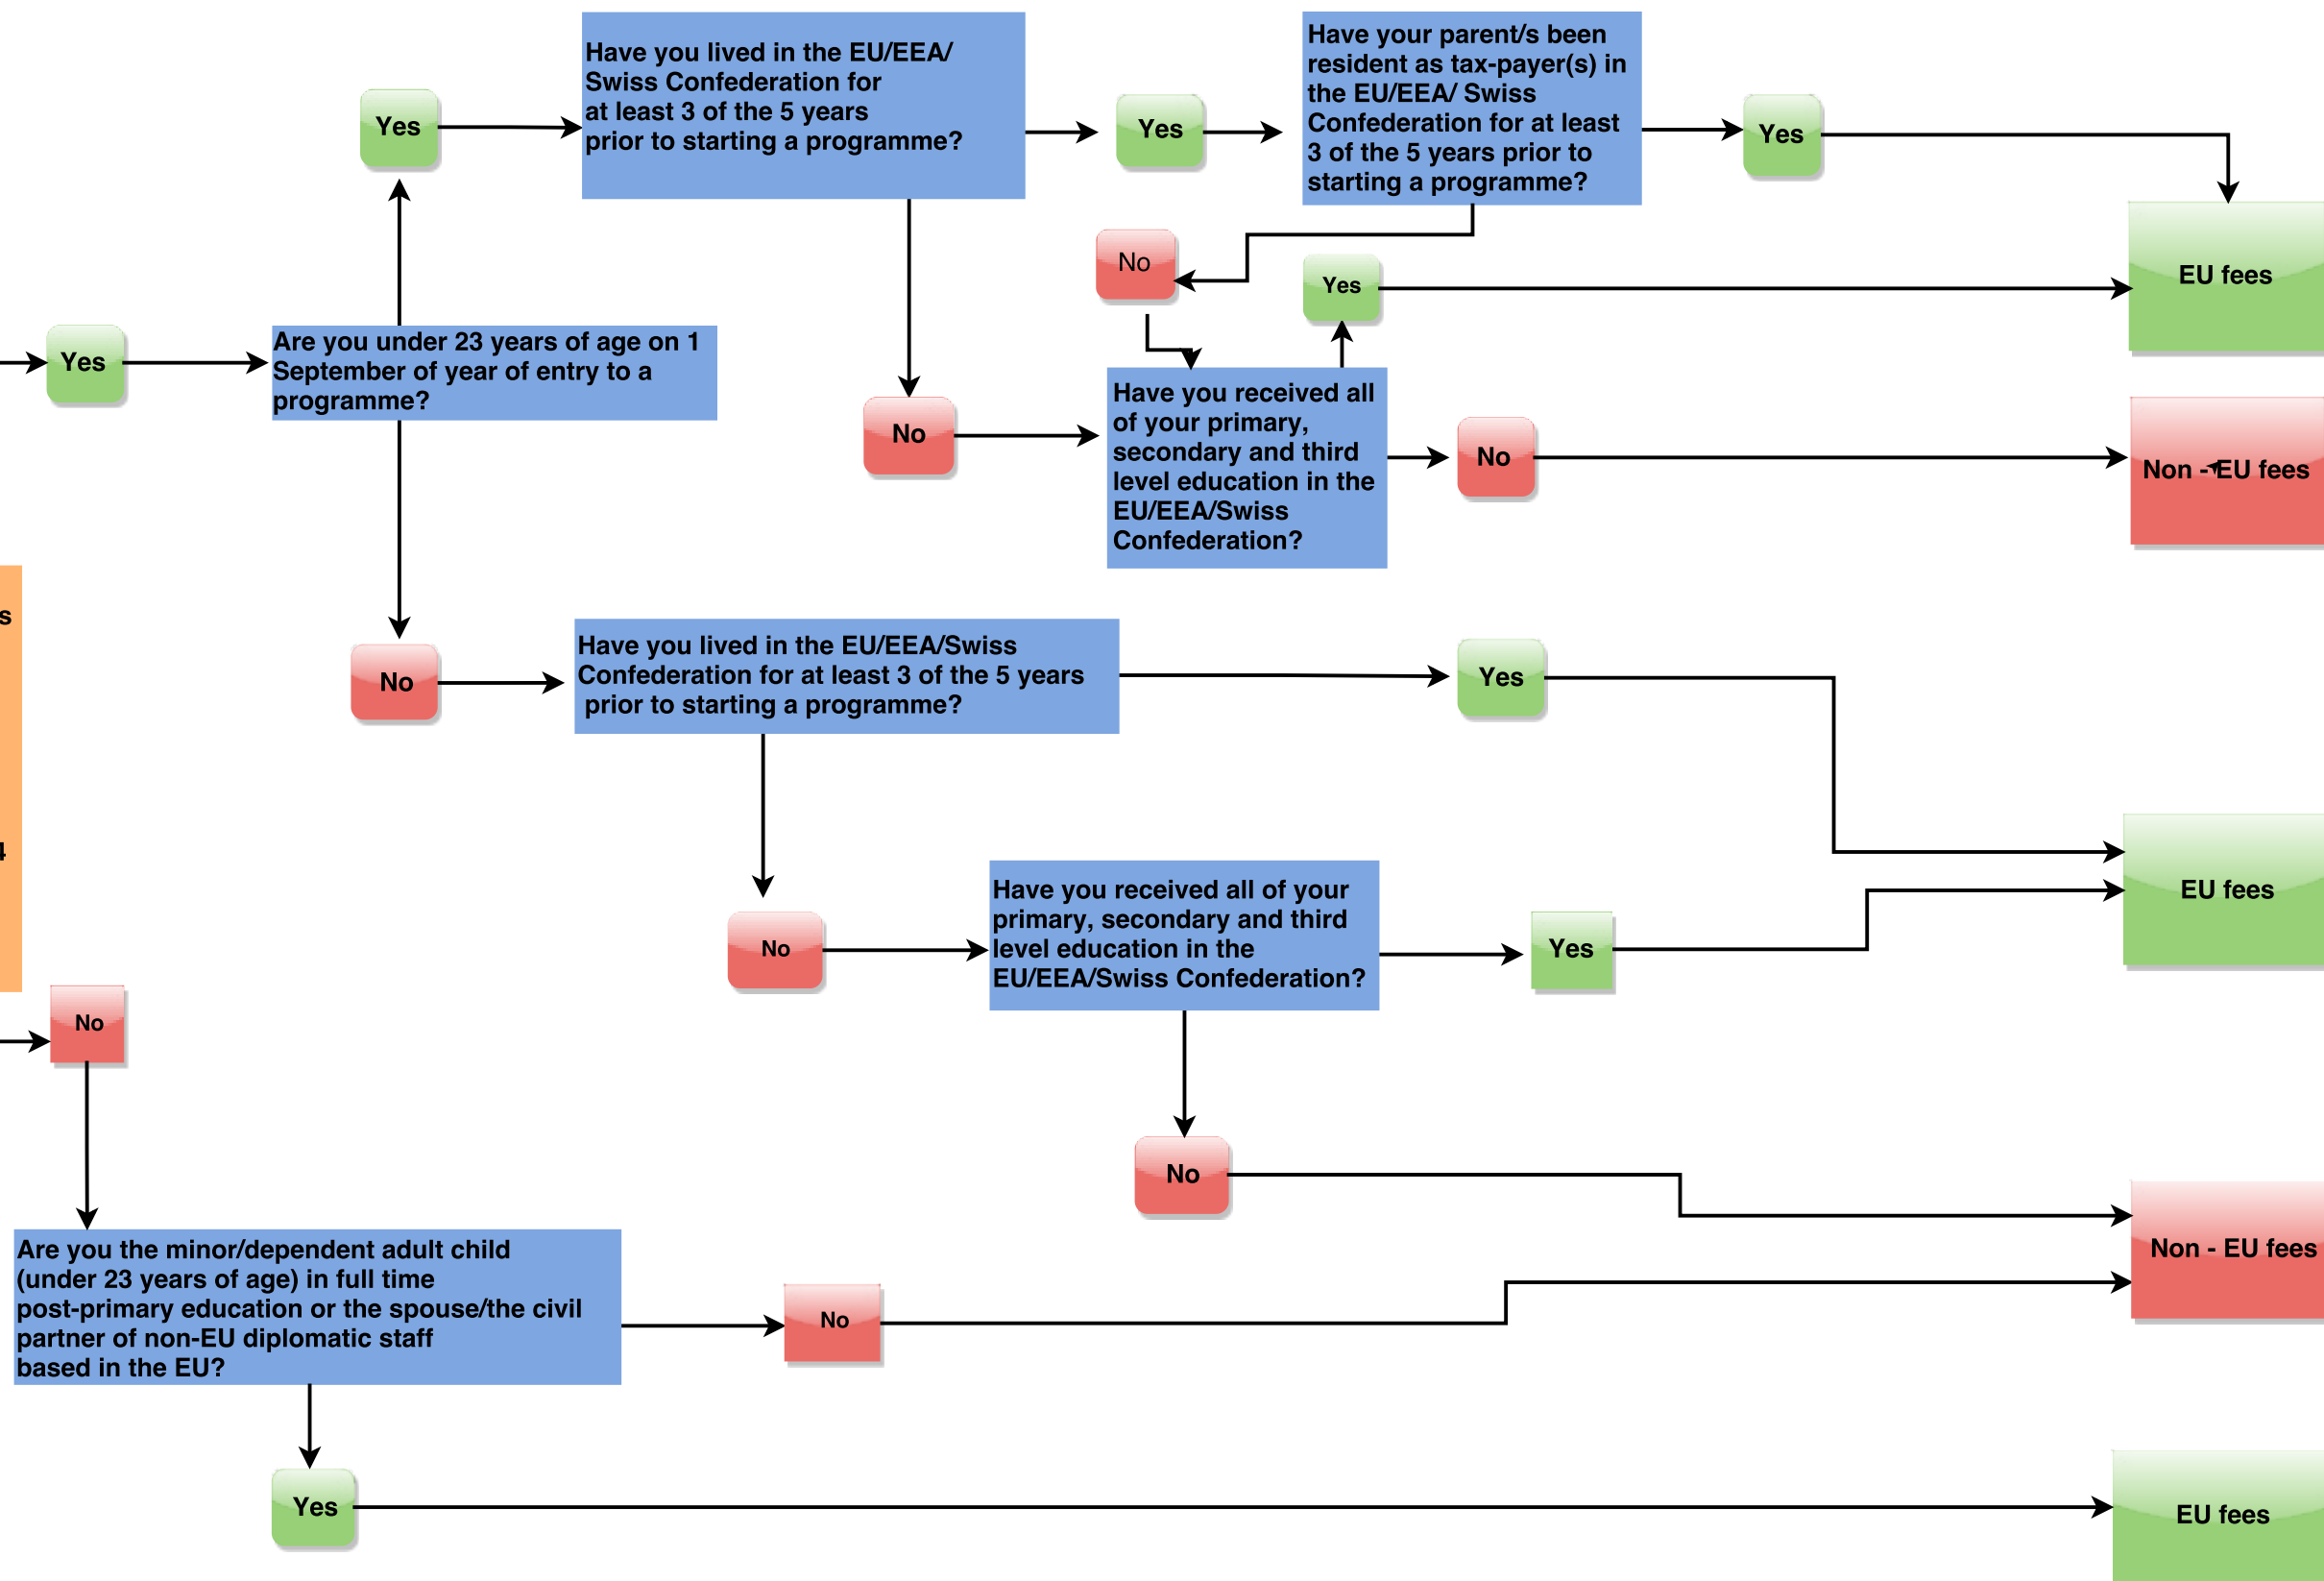 Have you lived in the EU/EEA/
Swiss Confederation for
at least 3 of the 5 years
prior to starting a programme?
Have your parent/s been
resident as tax-payer(s) in
the EU/EEA/ Swiss
Confederation for at least
3 of the 5 years prior to
starting a programme?
Yes
Yes
Yes
No
Yes
EU fees
Yes
Are you under 23 years of age on 1
September of year of entry to a
programme?
No
Have you received all
of your primary,
secondary and third
level education in the
EU/EEA/Swiss
Confederation?
No
Non - EU fees
s
No
Have you lived in the EU/EEA/Swiss
Confederation for at least 3 of the 5 years
prior to starting a programme?
Yes
4
No
Have you received all of your
primary, secondary and third
level education in the
EU/EEA/Swiss Confederation?
Yes
EU fees
No
No
Non - EU fees
Are you the minor/dependent adult child
(under 23 years of age) in full time
post-primary education or the spouse/the civil
partner of non-EU diplomatic staff
based in the EU?
No
Yes
EU fees